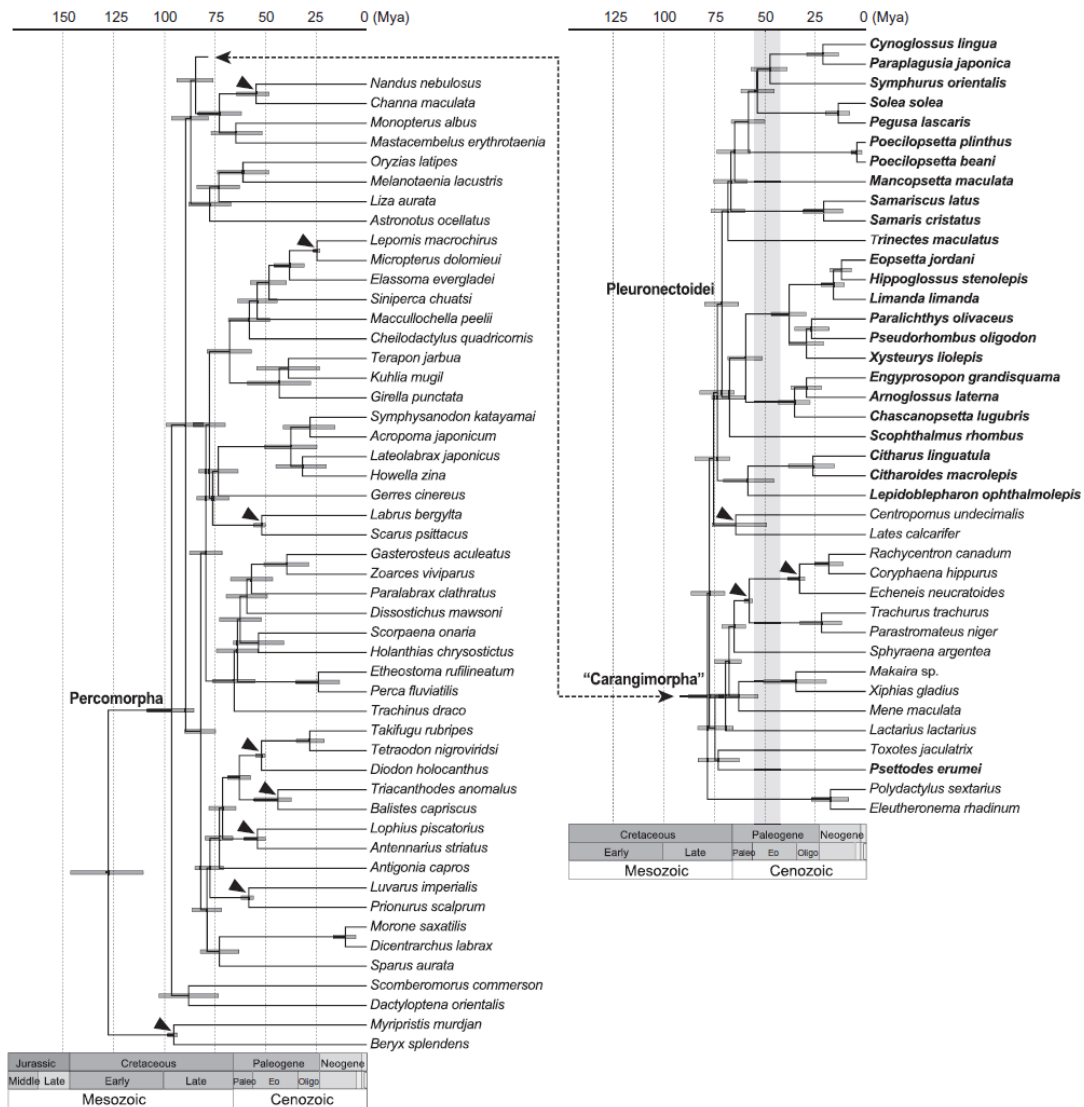 150 125 100 75 50 25 0 (Mya)
Nandus nebulosus
Channa maculata
Monopterus albus
Mastacembelus erythrotaenia
Oryzias latipes
Melanotaenia lacustris
Liza aurata
Astronotus ocellatus
Lepomis macrochirus
Micropterus dolomieui
Elassoma evergladei
Siniperca chuatsi
Maccullochella peelii
Cheilodactylus quadricornis
Terapon jarbua
Kuhlia mugil
Girella punctata
Symphysanodon katayamai
Acropoma japonicum
Lateolabrax japonicus
Howella zina
Gerres cinereus
Labrus bergylta
Scarus psittacus
Gasterosteus aculeatus
Zoarces viviparus
Paralabrax clathratus
Dissostichus mawsoni
Scorpaena onaria
Holanthias chrysostictus
Etheostoma rufilineatum
Perca fluviatilis
Percomorpha
Trachinus draco
Takifugu rubripes
Tetraodon nigroviridsi
Diodon holocanthus
Triacanthodes anomalus
Balistes capriscus
Lophius piscatorius
Antennarius striatus
Antigonia capros
Luvarus imperialis
Prionurus scalprum
Morone saxatilis
Dicentrarchus labrax
Sparus aurata
Scomberomorus commerson
Dactyloptena orientalis
Myripristis murdjan
Beryx splendens
Jurassic Cretaceous Paleogene Neogene
Middle Late Early Late Paleo Eo Oligo
Mesozoic Cenozoic
125 100 75 50 25 0 (Mya)
Cynoglossus lingua
Paraplagusia japonica
Symphurus orientalis
Solea solea
Pegusa lascaris
Poecilopsetta plinthus
Poecilopsetta beani
Mancopsetta maculata
Samariscus latus
Samaris cristatus
Trinectes maculatus
Eopsetta jordani
Hippoglossus stenolepis
Pleuronectoidei
Limanda limanda
Paralichthys olivaceus
Pseudorhombus oligodon
Xysteurys liolepis
Engyprosopon grandisquama
Arnoglossus laterna
Chascanopsetta lugubris
Scophthalmus rhombus
Citharus linguatula
Citharoides macrolepis
Lepidoblepharon ophthalmolepis
Centropomus undecimalis
Lates calcarifer
Rachycentron canadum
Coryphaena hippurus
Echeneis neucratoides
Trachurus trachurus
Parastromateus niger
Sphyraena argentea
Makaira sp.
"Carangimorpha"
Xiphias gladius
Mene maculata
Lactarius lactarius
Toxotes jaculatrix
Psettodes erumei
Polydactylus sextarius
Eleutheronema rhadinum
Cretaceous Paleogene Neogene
Early Late Paleo Eo Oligo
Mesozoic Cenozoic